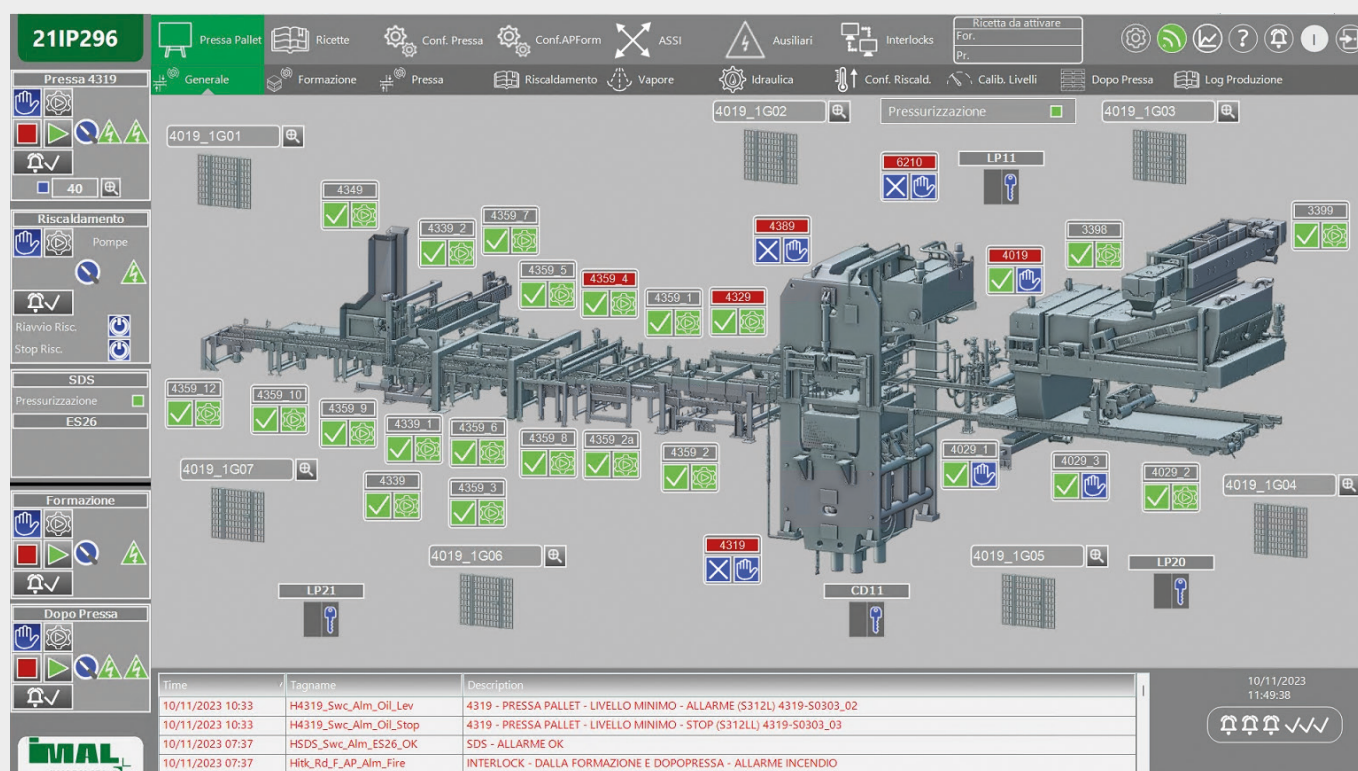 21IP296
Pressa Pallet
Ricette
Conf. Pressa
Conf.APForm
ASSI
Ausiliari
Interlocks
Ricetta da attivare
For.
Pr.
Generale
Formazione
Pressa
Riscaldamento
Vapore
Idraulica
Conf. Riscald.
Calib. Livelli
Dopo Pressa
Log Produzione
Pressa 4319
40
Riscaldamento
Pompe
Riavvio Risc.
Stop Risc.
SDS
Pressurizzazione
ES26
Formazione
Dopo Pressa
IMAL
4019_1G01
4019_1G02
Pressurizzazione
4019_1G03
6210
LP11
4349
4339_2
4359_7
4389
3399
3398
4019
4359_5
4359_4
4359_1
4329
4359_12
4359_10
4359_9
4339_1
4359_6
4359_8
4359_2a
4359_2
4029_1
4029_3
4029_2
4019_1G07
4339
4359_3
4019_1G04
4019_1G06
4319
4019_1G05
LP20
LP21
CD11
Time
Tagname
Description
10/11/2023 10:33 H4319_Swc_Alm_Oil_Lev 4319 - PRESSA PALLET - LIVELLO MINIMO - ALLARME (S312L) 4319-S0303_02
10/11/2023 10:33 H4319_Swc_Alm_Oil_Stop 4319 - PRESSA PALLET - LIVELLO MINIMO - STOP (S312LL) 4319-S0303_03
10/11/2023 07:37 HSDS_Swc_Alm_ES26_OK SDS - ALLARME OK
10/11/2023 07:37 Hitk_Rd_F_AP_Alm_Fire INTERLOCK - DALLA FORMAZIONE E DOPOPRESSA - ALLARME INCENDIO
10/11/2023
11:49:38